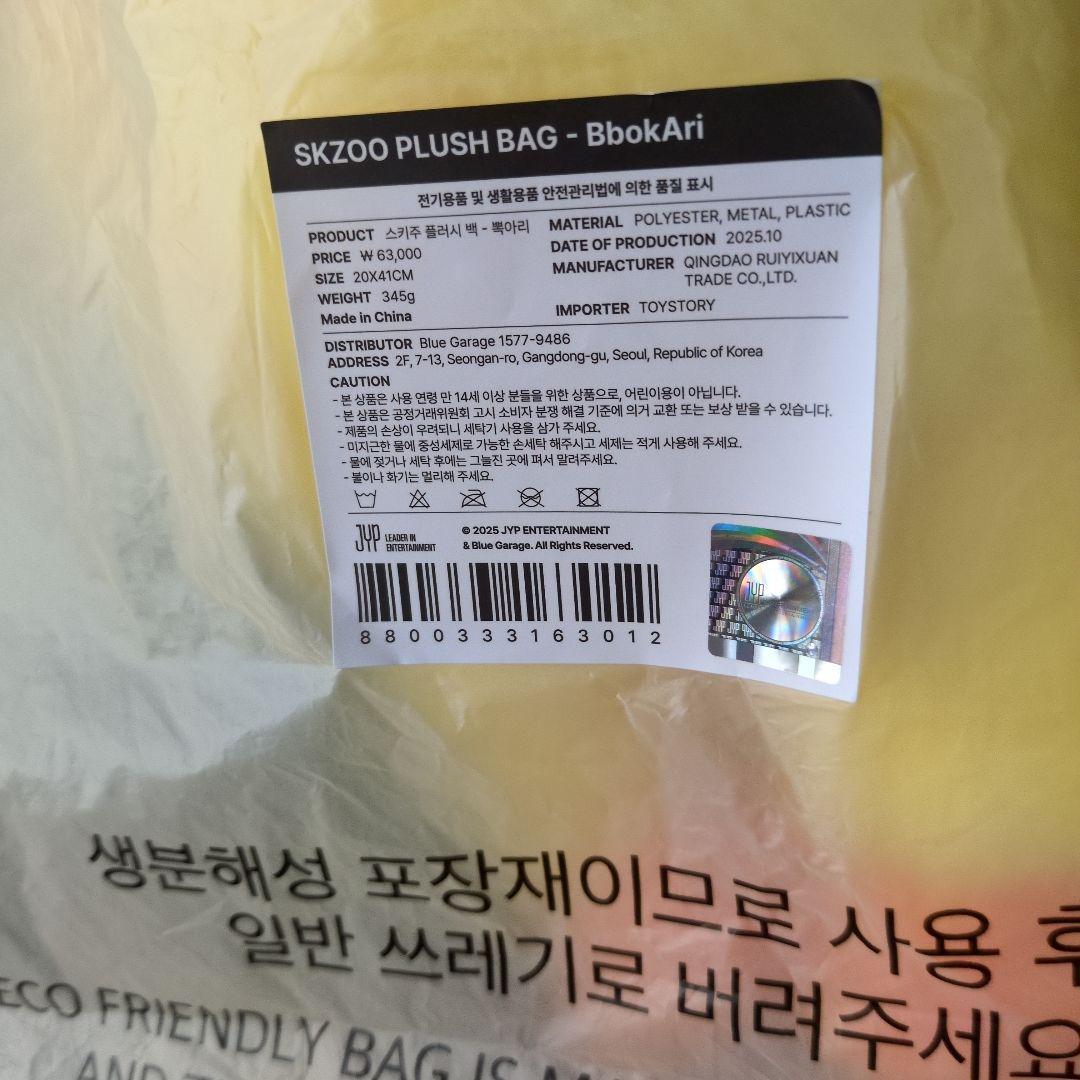 SKZOO PLUSH BAG - BbokAri
전기용품 및 생활용품 안전관리법에 의한 품질 표시
PRODUCT 스키주 플러시 백 - 뽁아리
PRICE ₩ 63,000
SIZE 20X41CM
WEIGHT 345g
Made in China
MATERIAL POLYESTER, METAL, PLASTIC
DATE OF PRODUCTION 2025.10
MANUFACTURER QINGDAO RUIYIXUAN
TRADE CO.,LTD.
IMPORTER TOYSTORY
DISTRIBUTOR Blue Garage 1577-9486
ADDRESS 2F, 7-13, Seongan-ro, Gangdong-gu, Seoul, Republic of Korea
CAUTION
- 본 상품은 사용 연령 만 14세 이상 분들을 위한 상품으로, 어린이용이 아닙니다.
- 본 상품은 공정거래위원회 고시 소비자 분쟁 해결 기준에 의거 교환 또는 보상 받을 수 있습니다.
- 제품의 손상이 우려되니 세탁기 사용을 삼가 주세요.
- 미지근한 물에 중성세제로 가능한 손세탁 해주시고 세제는 적게 사용해 주세요.
- 물에 젖거나 세탁 후에는 그늘진 곳에 펴서 말려주세요.
- 불이나 화기는 멀리해 주세요.
JYP LEADER IN
ENTERTAINMENT
© 2025 JYP ENTERTAINMENT
& Blue Garage. All Rights Reserved.
8800333163012
JYP
생분해성 포장재이므로 사용 후
일반 쓰레기로 버려주세요
ECO FRIENDLY BAG IS
AND